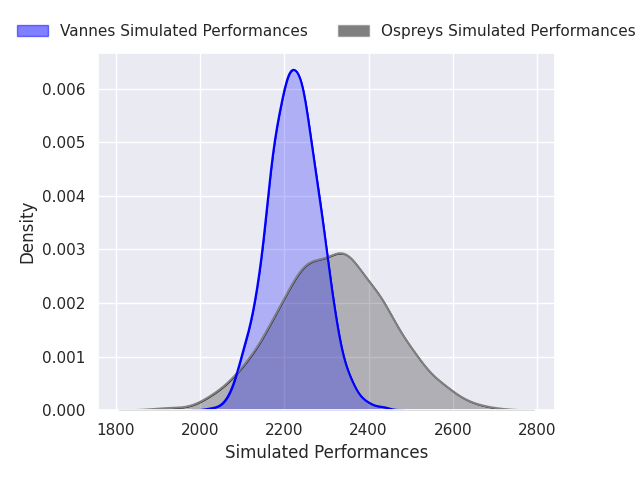 Vannes Simulated Performances Ospreys Simulated Performances
0.006
0.005
0.004
0.003
0.002
0.001
0.000
Density
1800 2000 2200 2400 2600 2800
Simulated Performances